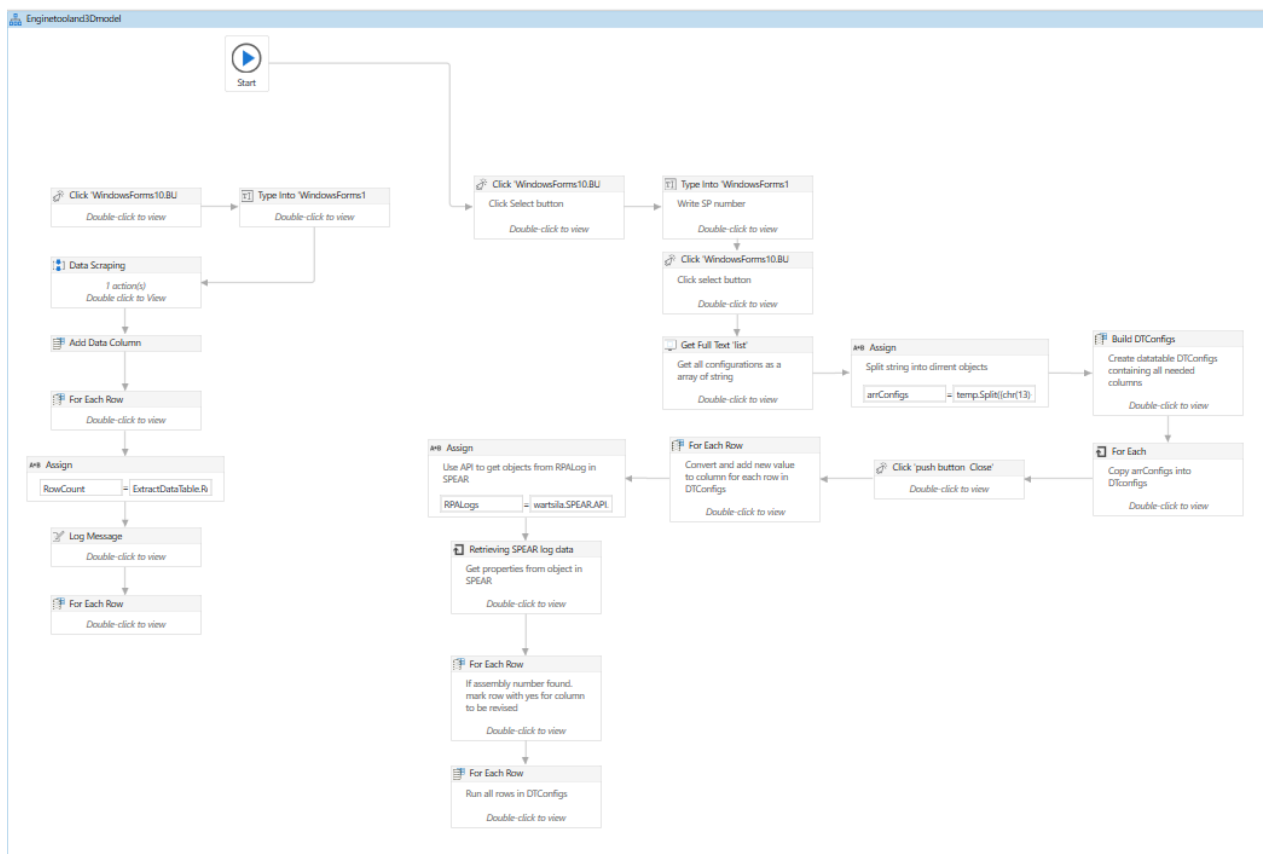 Enginetooland3Dmodel
Start
Click 'WindowsForms10.BU
Double-click to view
Type Into 'WindowsForms1
Double-click to view
Data Scraping
1 action(s)
Double click to View
Add Data Column
For Each Row
Double-click to view
A+B Assign
RowCount = ExtractDataTable.R
Log Message
Double-click to view
For Each Row
Double-click to view
Click 'WindowsForms10.BU
Click Select button
Double-click to view
Type Into 'WindowsForms1
Write SP number
Double-click to view
Click 'WindowsForms10.BU
Click select button
Double-click to view
Get Full Text 'list'
Get all configurations as a
array of string
Double-click to view
A+B Assign
Split string into dirrent objects
arrConfigs = temp.Split({chr(13)
Build DTConfigs
Create datatable DTConfigs
containing all needed
columns
Double-click to view
For Each
Copy arrConfigs into
DTconfigs
Double-click to view
Click 'push button Close'
Double-click to view
For Each Row
Convert and add new value
to column for each row in
DTConfigs
Double-click to view
A+B Assign
Use API to get objects from RPALog in
SPEAR
RPALogs = wartsila.SPEAR.API.
Retrieving SPEAR log data
Get properties from object in
SPEAR
Double-click to view
For Each Row
If assembly number found.
mark row with yes for column
to be revised
Double-click to view
For Each Row
Run all rows in DTConfigs
Double-click to view